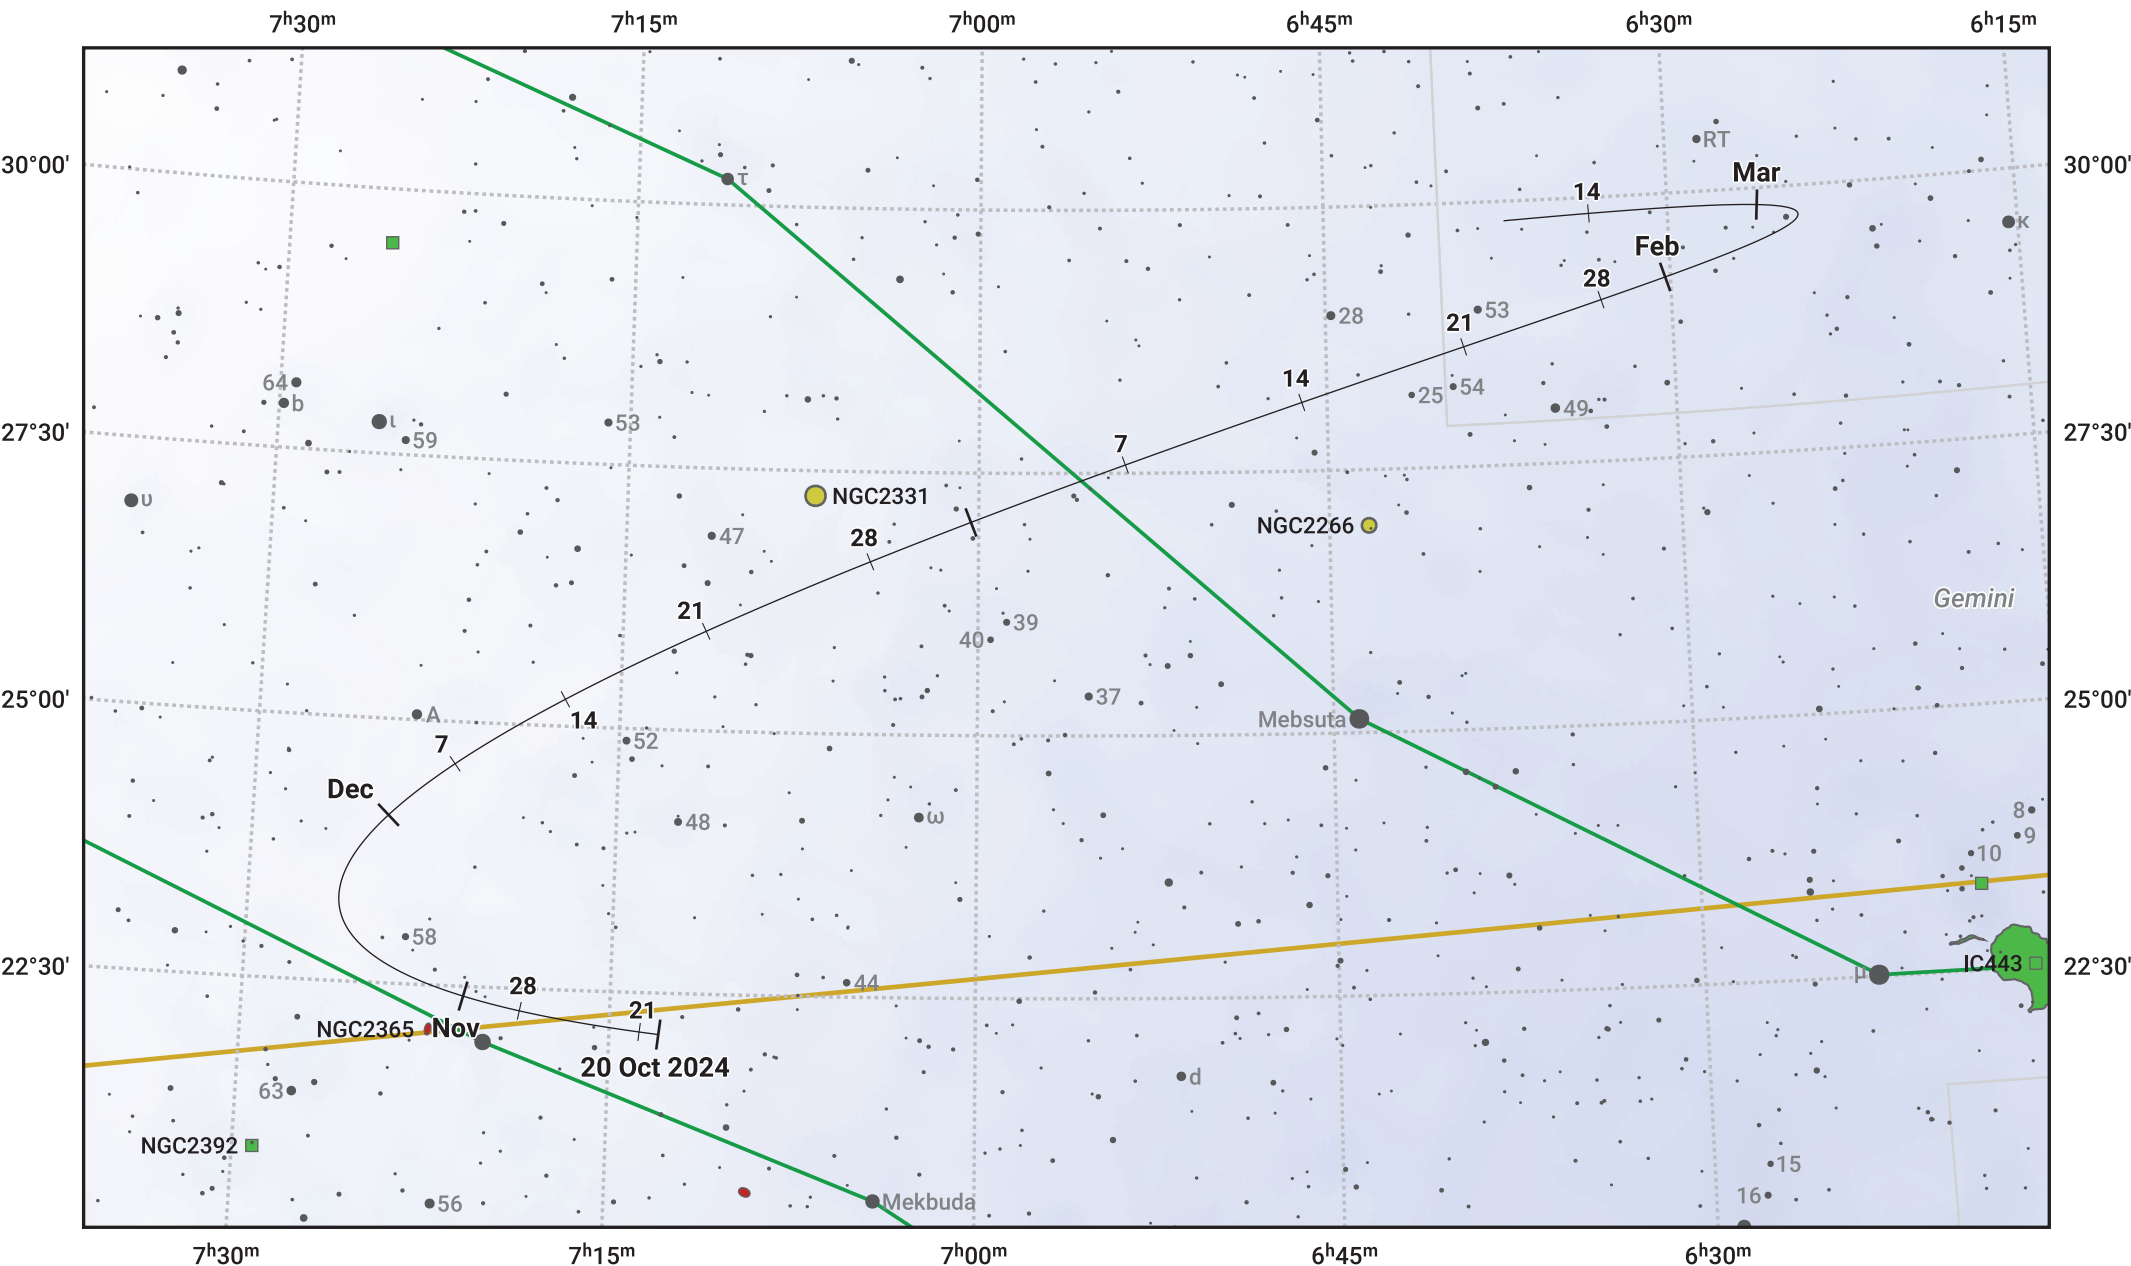 7ʰ30ᵐ 7ʰ15ᵐ 7ʰ00ᵐ 6ʰ45ᵐ 6ʰ30ᵐ 6ʰ15ᵐ
RT
30°00' 30°00'
Mar
τ
14
κ
Feb
28
53
28
21
14
64
b
25
54
49
ι
53
59
27°30' 27°30'
7
υ
NGC2331
NGC2266
47
28
Gemini
21
39
40
25°00' 25°00'
37
A
14
Mebsuta
52
7
Dec
8
48
ω
9
10
58
22°30' 22°30'
IC443
μ
44
28
21
NGC2365
Nov
20 Oct 2024
d
63
NGC2392
15
16
56
Mekbuda
7ʰ30ᵐ 7ʰ15ᵐ 7ʰ00ᵐ 6ʰ45ᵐ 6ʰ30ᵐ